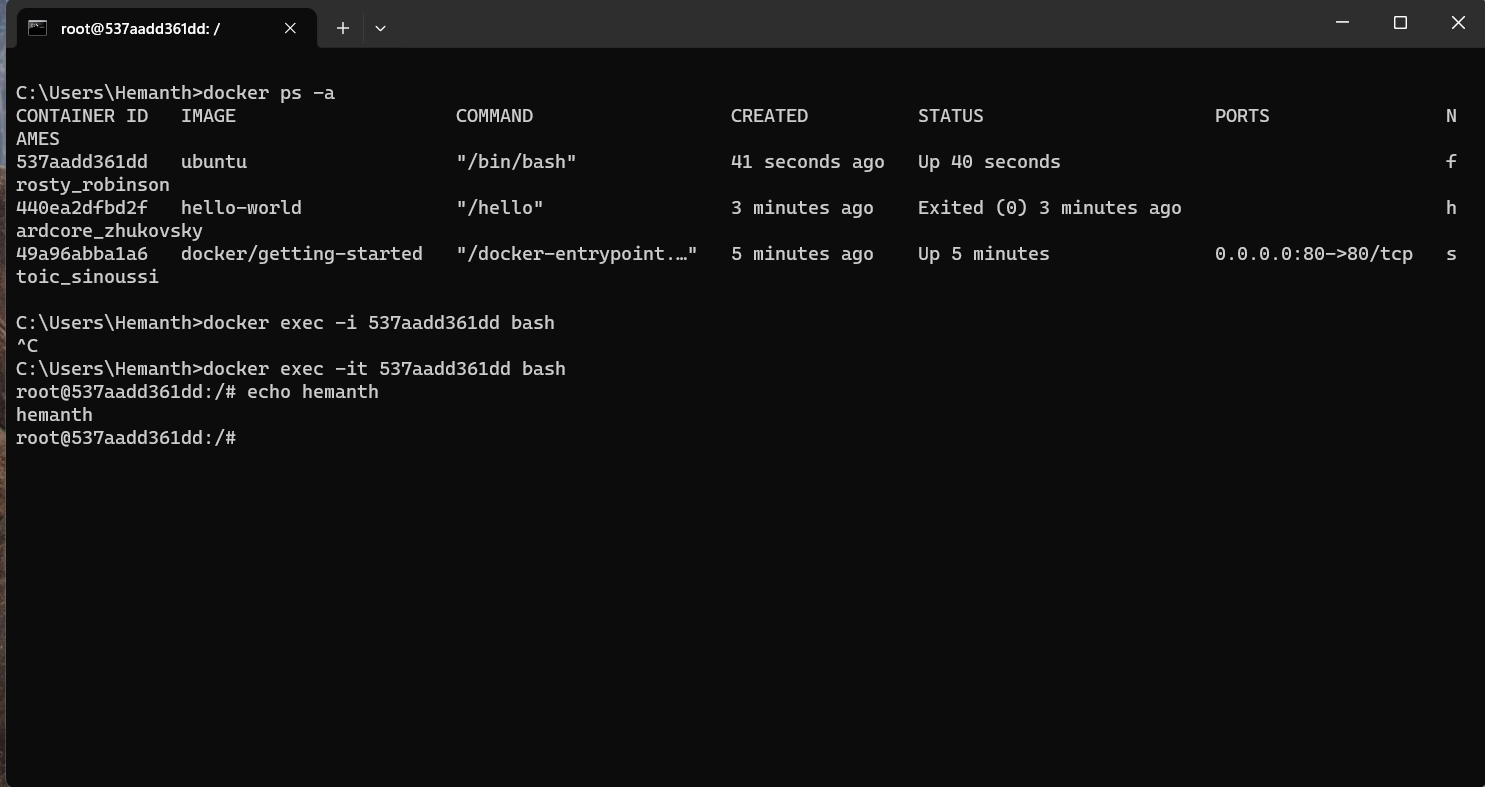 root@537aadd361dd: /
C:\Users\Hemanth>docker ps -a
CONTAINER ID   IMAGE                    COMMAND                  CREATED          STATUS                     PORTS                N
AMES
537aadd361dd   ubuntu                   "/bin/bash"              41 seconds ago   Up 40 seconds                                   f
rosty_robinson
440ea2dfbd2f   hello-world              "/hello"                 3 minutes ago    Exited (0) 3 minutes ago                        h
ardcore_zhukovsky
49a96abba1a6   docker/getting-started   "/docker-entrypoint.…"   5 minutes ago    Up 5 minutes               0.0.0.0:80->80/tcp   s
toic_sinoussi
C:\Users\Hemanth>docker exec -i 537aadd361dd bash
^C
C:\Users\Hemanth>docker exec -it 537aadd361dd bash
root@537aadd361dd:/# echo hemanth
hemanth
root@537aadd361dd:/#